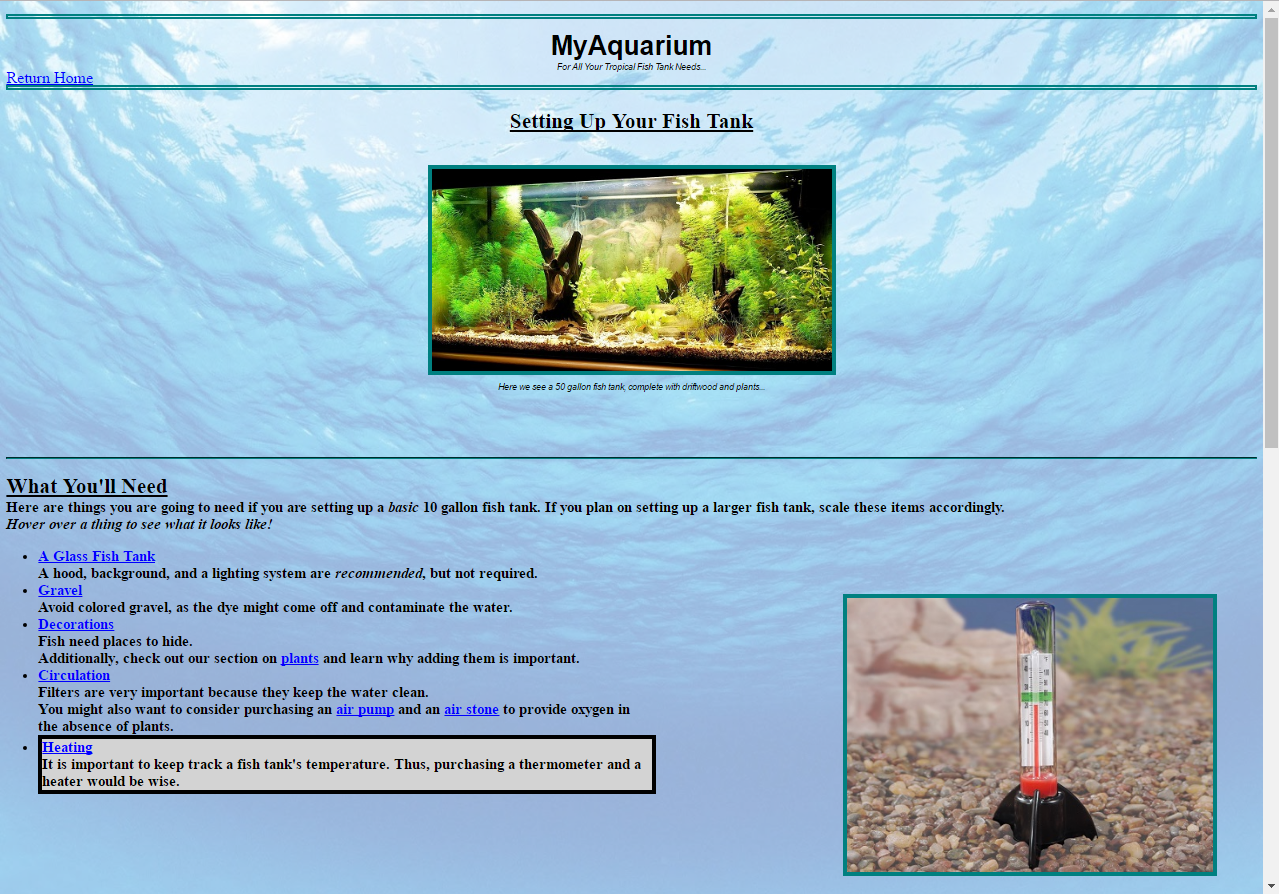 MyAquarium
For All Your Tropical Fish Tank Needs...
Return Home
Setting Up Your Fish Tank
Here we see a 50 gallon fish tank, complete with driftwood and plants...
What You'll Need
Here are things you are going to need if you are setting up a basic 10 gallon fish tank. If you plan on setting up a larger fish tank, scale these items accordingly.
Hover over a thing to see what it looks like!
A Glass Fish Tank
A hood, background, and a lighting system are recommended, but not required.
Gravel
Avoid colored gravel, as the dye might come off and contaminate the water.
Decorations
Fish need places to hide.
Additionally, check out our section on plants and learn why adding them is important.
Circulation
Filters are very important because they keep the water clean.
You might also want to consider purchasing an air pump and an air stone to provide oxygen in
the absence of plants.
Heating
It is important to keep track a fish tank's temperature. Thus, purchasing a thermometer and a
heater would be wise.